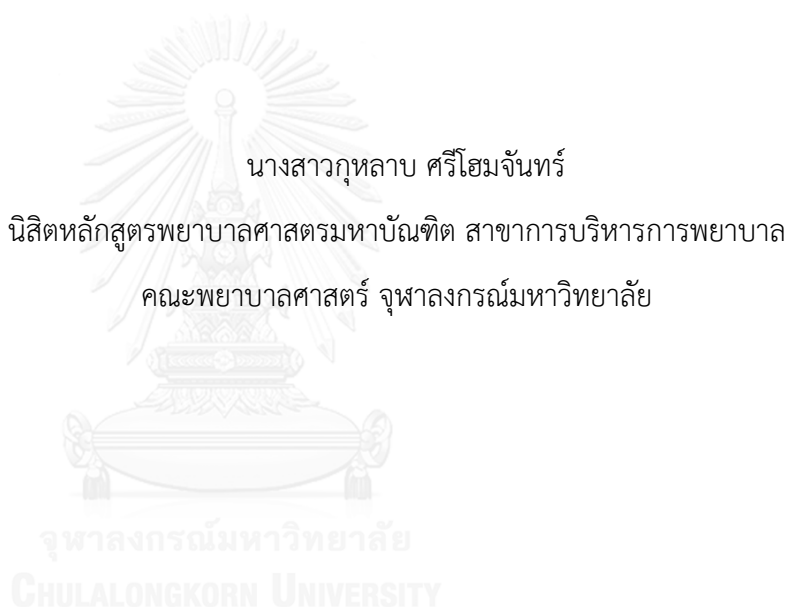 นางสาวกุหลาบ ศรีโฮมจันทร์
นิสิตหลักสูตรพยาบาลศาสตรมหาบัณฑิต สาขาการบริหารการพยาบาล
คณะพยาบาลศาสตร์ จุฬาลงกรณ์มหาวิทยาลัย
จุฬาลงกรณ์มหาวิทยาลัย
CHULALONGKORN UNIVERSITY